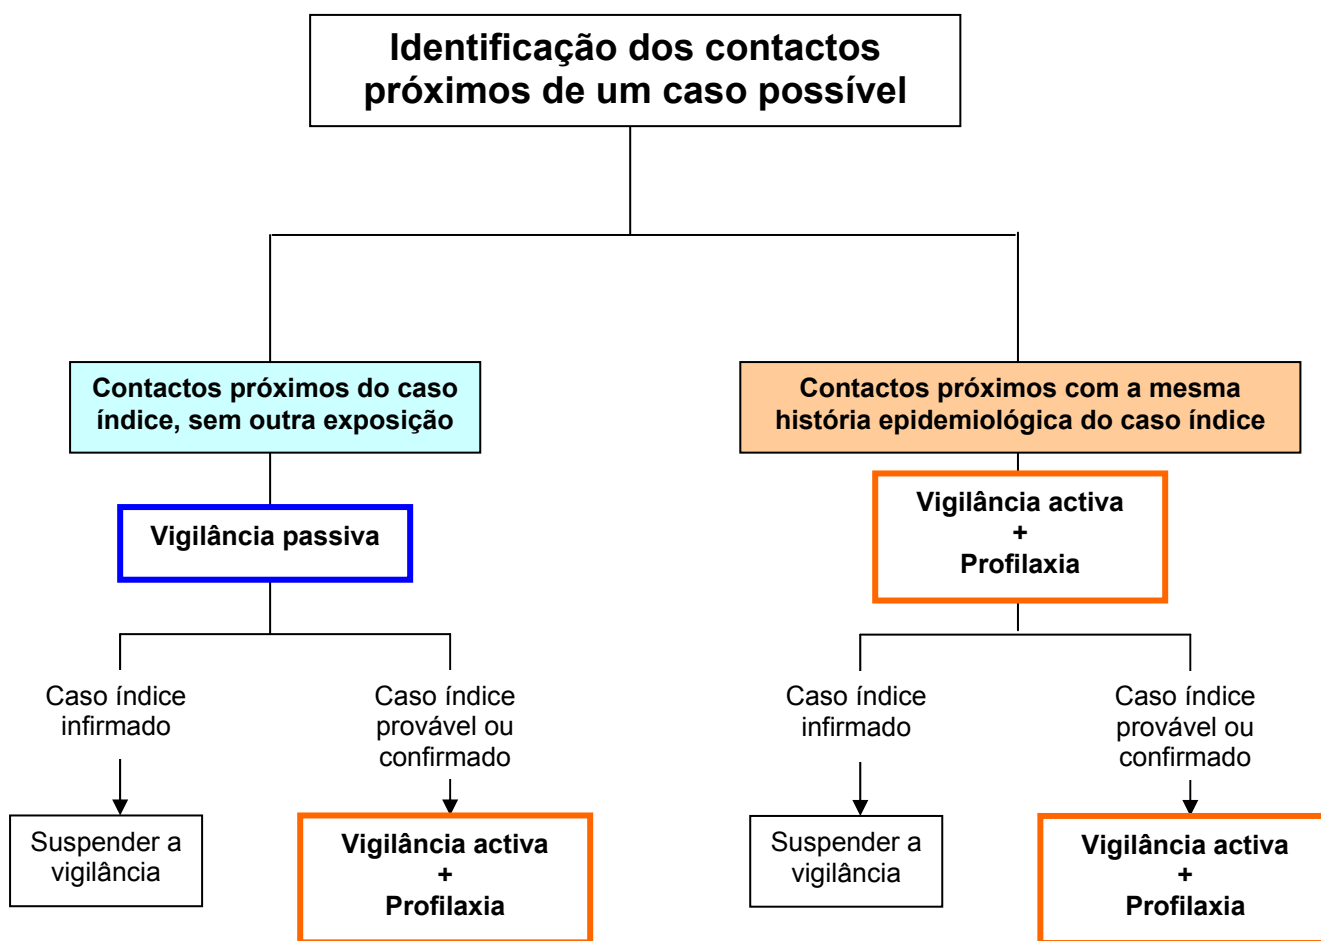 Identificação dos contactos
próximos de um caso possível
Contactos próximos do caso
índice, sem outra exposição
Contactos próximos com a mesma
história epidemiológica do caso índice
Vigilância passiva
Vigilância activa
+
Profilaxia
Caso índice
infirmado
Caso índice
provável ou
confirmado
Caso índice
infirmado
Caso índice
provável ou
confirmado
Suspender a
vigilância
Vigilância activa
+
Profilaxia
Suspender a
vigilância
Vigilância activa
+
Profilaxia